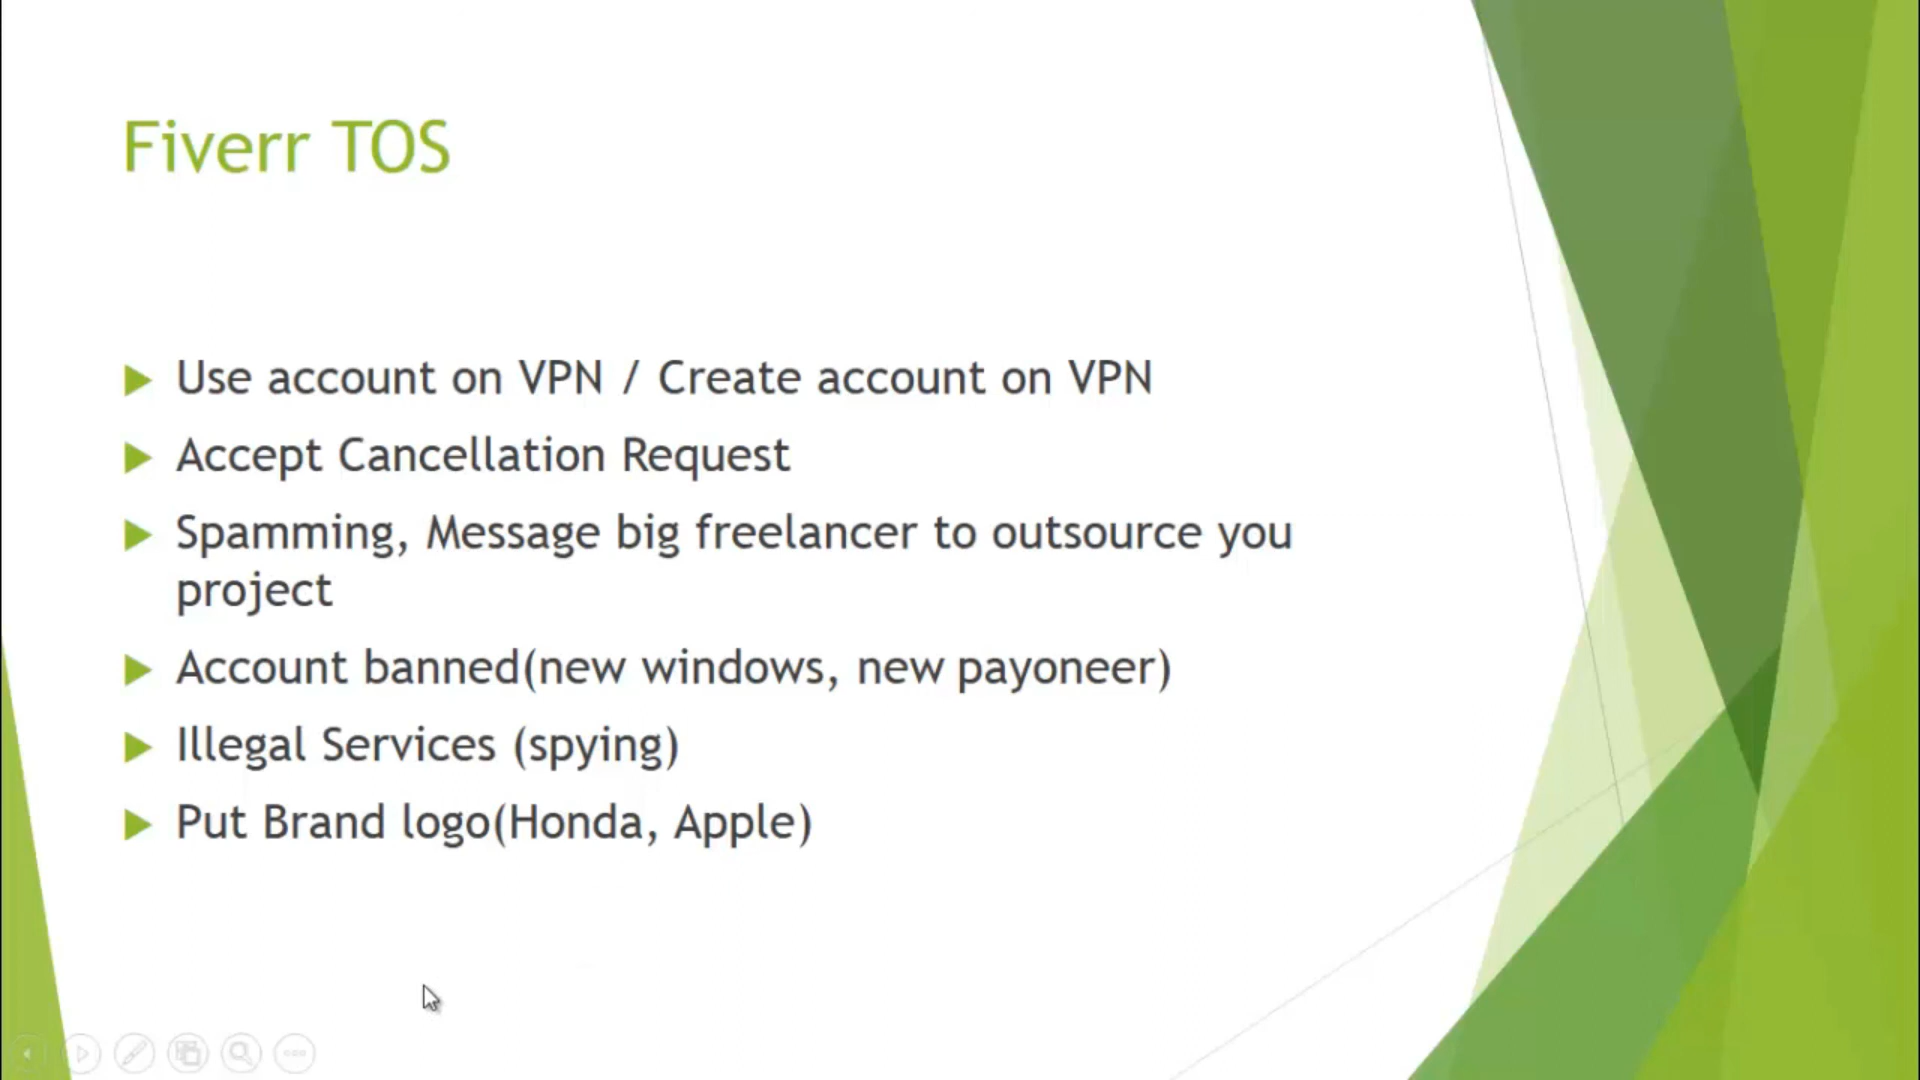 Fiverr TOS
Use account on VPN / Create account on VPN
Accept Cancellation Request
Spamming, Message big freelancer to outsource you
project
Account banned(new windows, new payoneer)
Illegal Services (spying)
Put Brand logo(Honda, Apple)